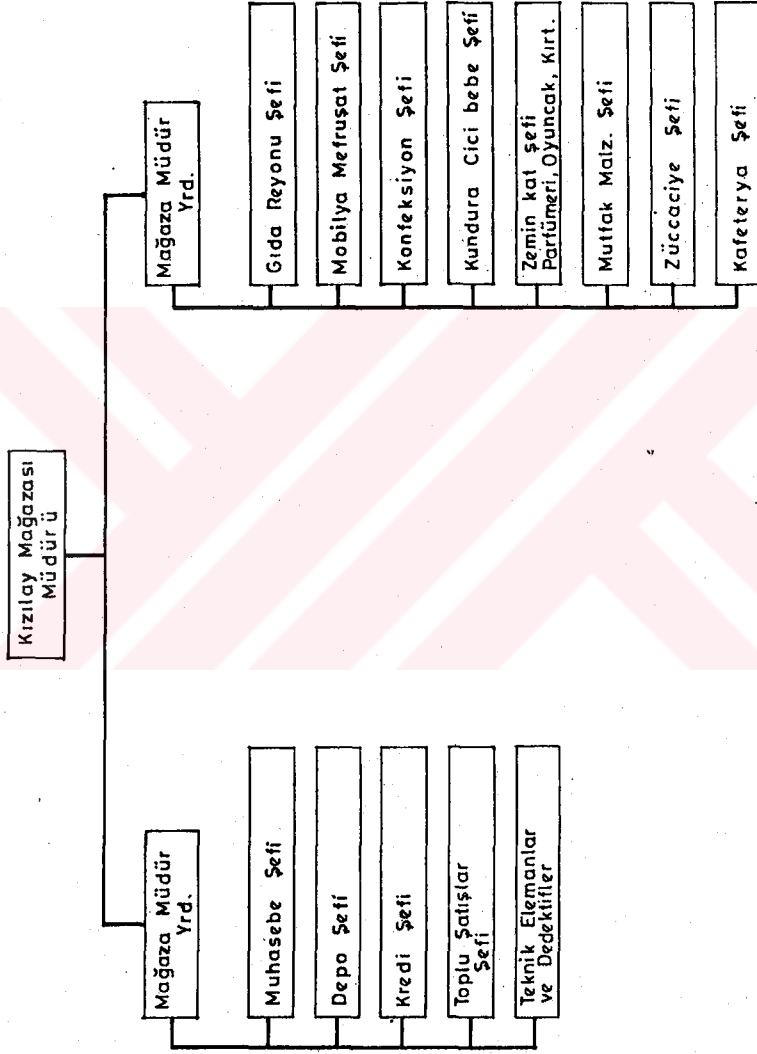 Kızılay Mağazası
Müdürü
Mağaza Müdür
Yrd.
Muhasebe Şefi
Depo Şefi
Kredi Şefi
Toplu Satışlar
Şefi
Teknik Elemanlar
ve Dedektifler
Mağaza Müdür
Yrd.
Gıda Reyonu Şefi
Mobilya Mefruşat Şefi
Konfeksiyon Şefi
Kundura Cici bebe Şefi
Zemin kat şefi
Parfümeri, Oyuncak, Kırt.
Mutfak Malz. Şefi
Züccaciye Şefi
Kafeterya Şefi